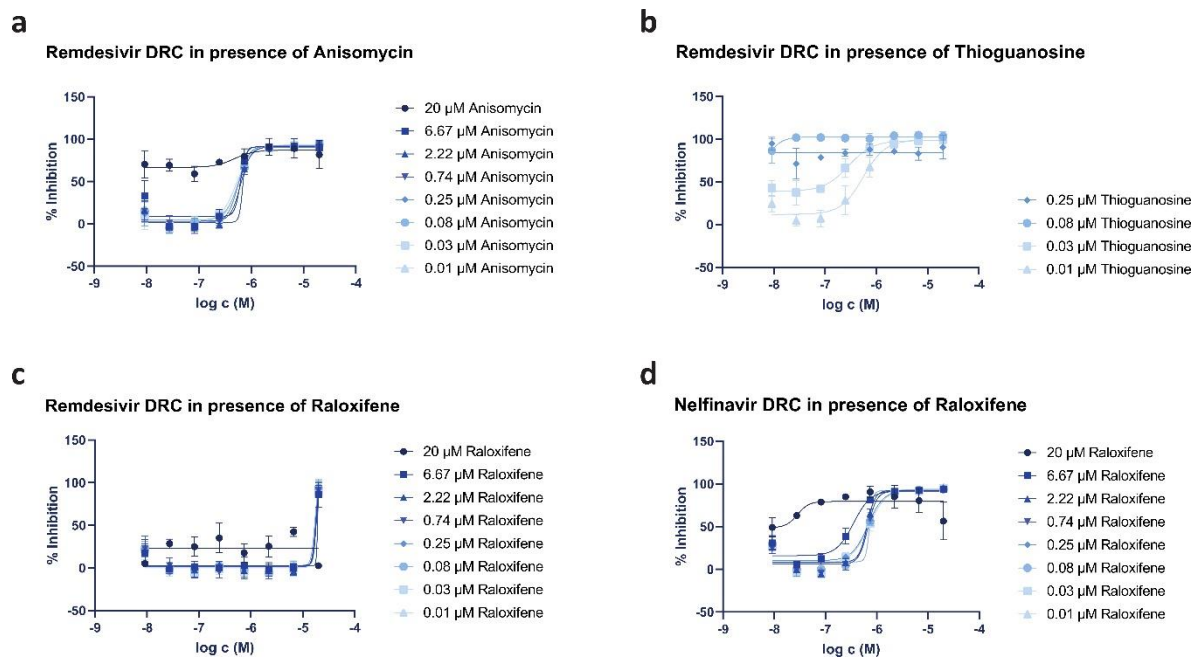 a
Remdesivir DRC in presence of Anisomycin
% Inhibition
150
100
50
0
-50
-9 -8 -7 -6 -5 -4
log c (M)
20 µM Anisomycin
6.67 µM Anisomycin
2.22 µM Anisomycin
0.74 µM Anisomycin
0.25 µM Anisomycin
0.08 µM Anisomycin
0.03 µM Anisomycin
0.01 µM Anisomycin
b
Remdesivir DRC in presence of Thioguanosine
% Inhibition
150
100
50
0
-50
-9 -8 -7 -6 -5 -4
log c (M)
0.25 µM Thioguanosine
0.08 µM Thioguanosine
0.03 µM Thioguanosine
0.01 µM Thioguanosine
c
Remdesivir DRC in presence of Raloxifene
% Inhibition
150
100
50
0
-50
-9 -8 -7 -6 -5 -4
log c (M)
20 µM Raloxifene
6.67 µM Raloxifene
2.22 µM Raloxifene
0.74 µM Raloxifene
0.25 µM Raloxifene
0.08 µM Raloxifene
0.03 µM Raloxifene
0.01 µM Raloxifene
d
Nelfinavir DRC in presence of Raloxifene
% Inhibition
150
100
50
0
-50
-9 -8 -7 -6 -5 -4
log c (M)
20 µM Raloxifene
6.67 µM Raloxifene
2.22 µM Raloxifene
0.74 µM Raloxifene
0.25 µM Raloxifene
0.08 µM Raloxifene
0.03 µM Raloxifene
0.01 µM Raloxifene